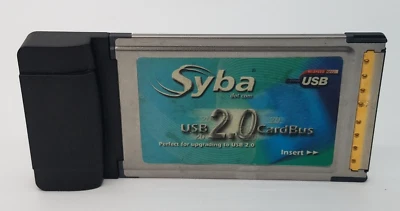 Syba
USB
USB 2.0 CardBus
Perfect for upgrading to USB 2.0
Insert ►►